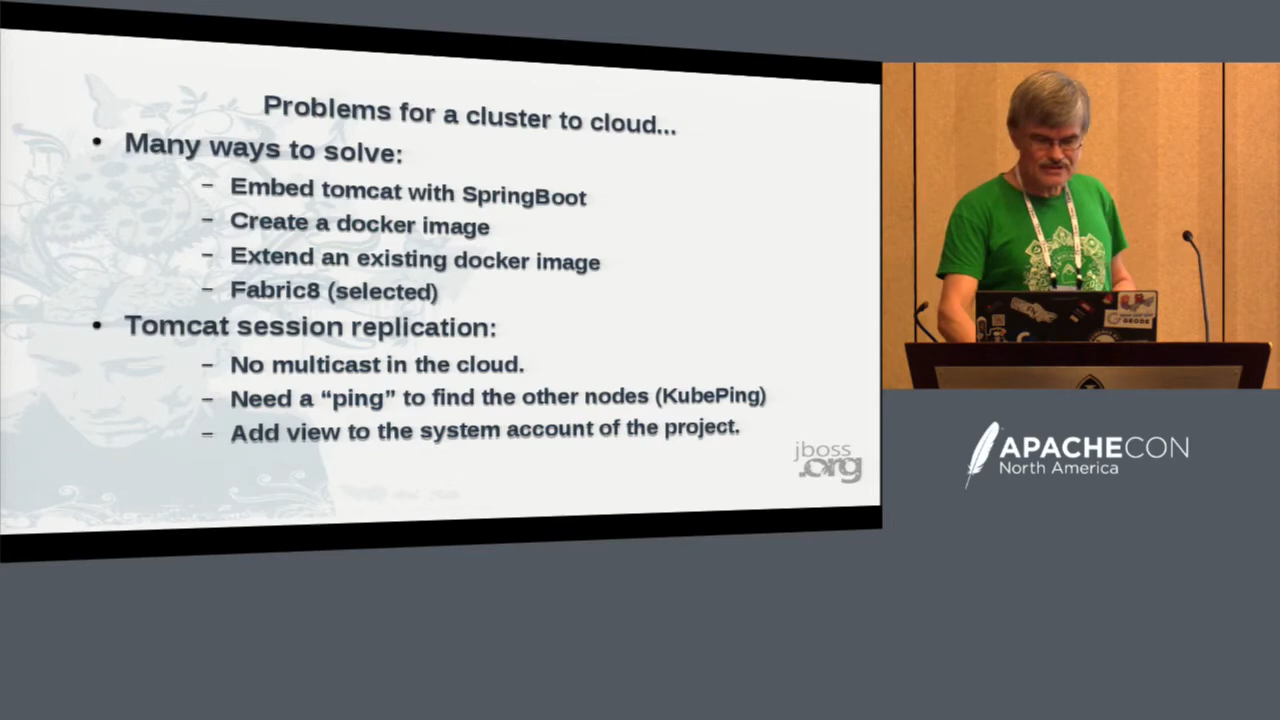 Problems for a cluster to cloud...
• Many ways to solve:
– Embed tomcat with SpringBoot
– Create a docker image
– Extend an existing docker image
– Fabric8 (selected)
• Tomcat session replication:
– No multicast in the cloud.
– Need a “ping” to find the other nodes (KubePing)
– Add view to the system account of the project.
jboss
.org
GEODE
APACHECON
North America